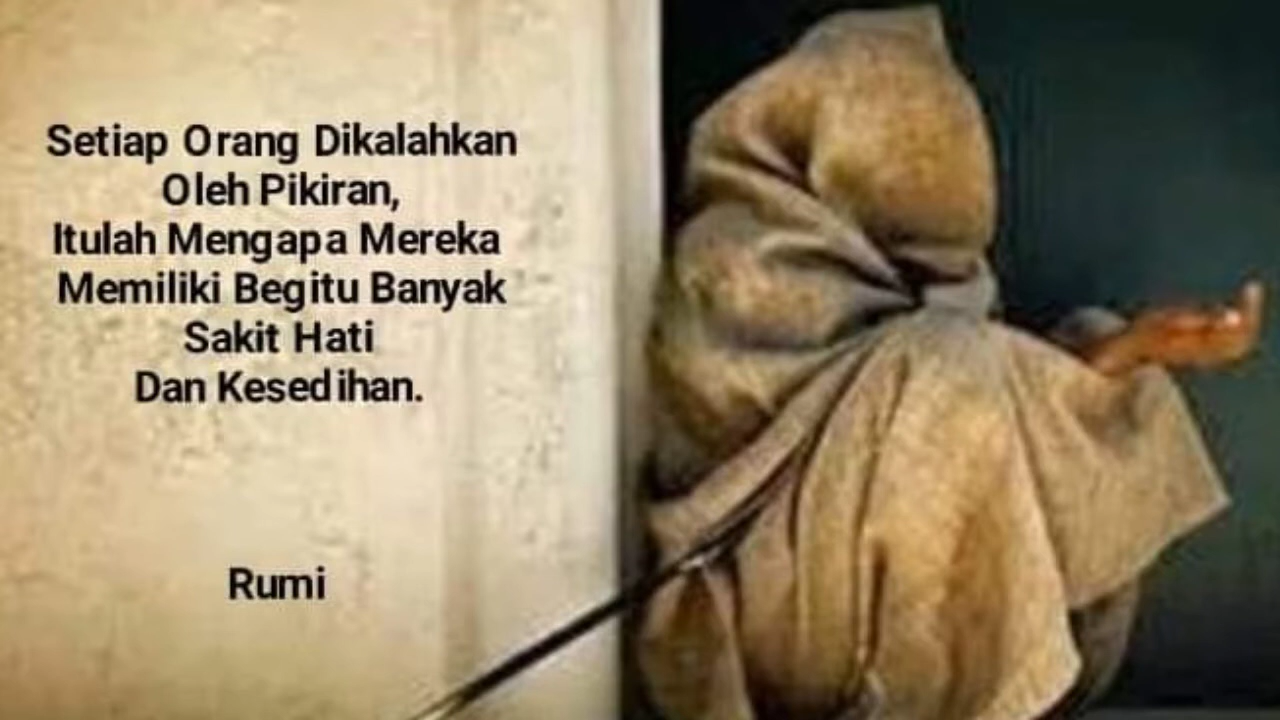 Setiap Orang Dikalahkan
Oleh Pikiran,
Itulah Mengapa Mereka
Memiliki Begitu Banyak
Sakit Hati
Dan Kesedihan.
Rumi